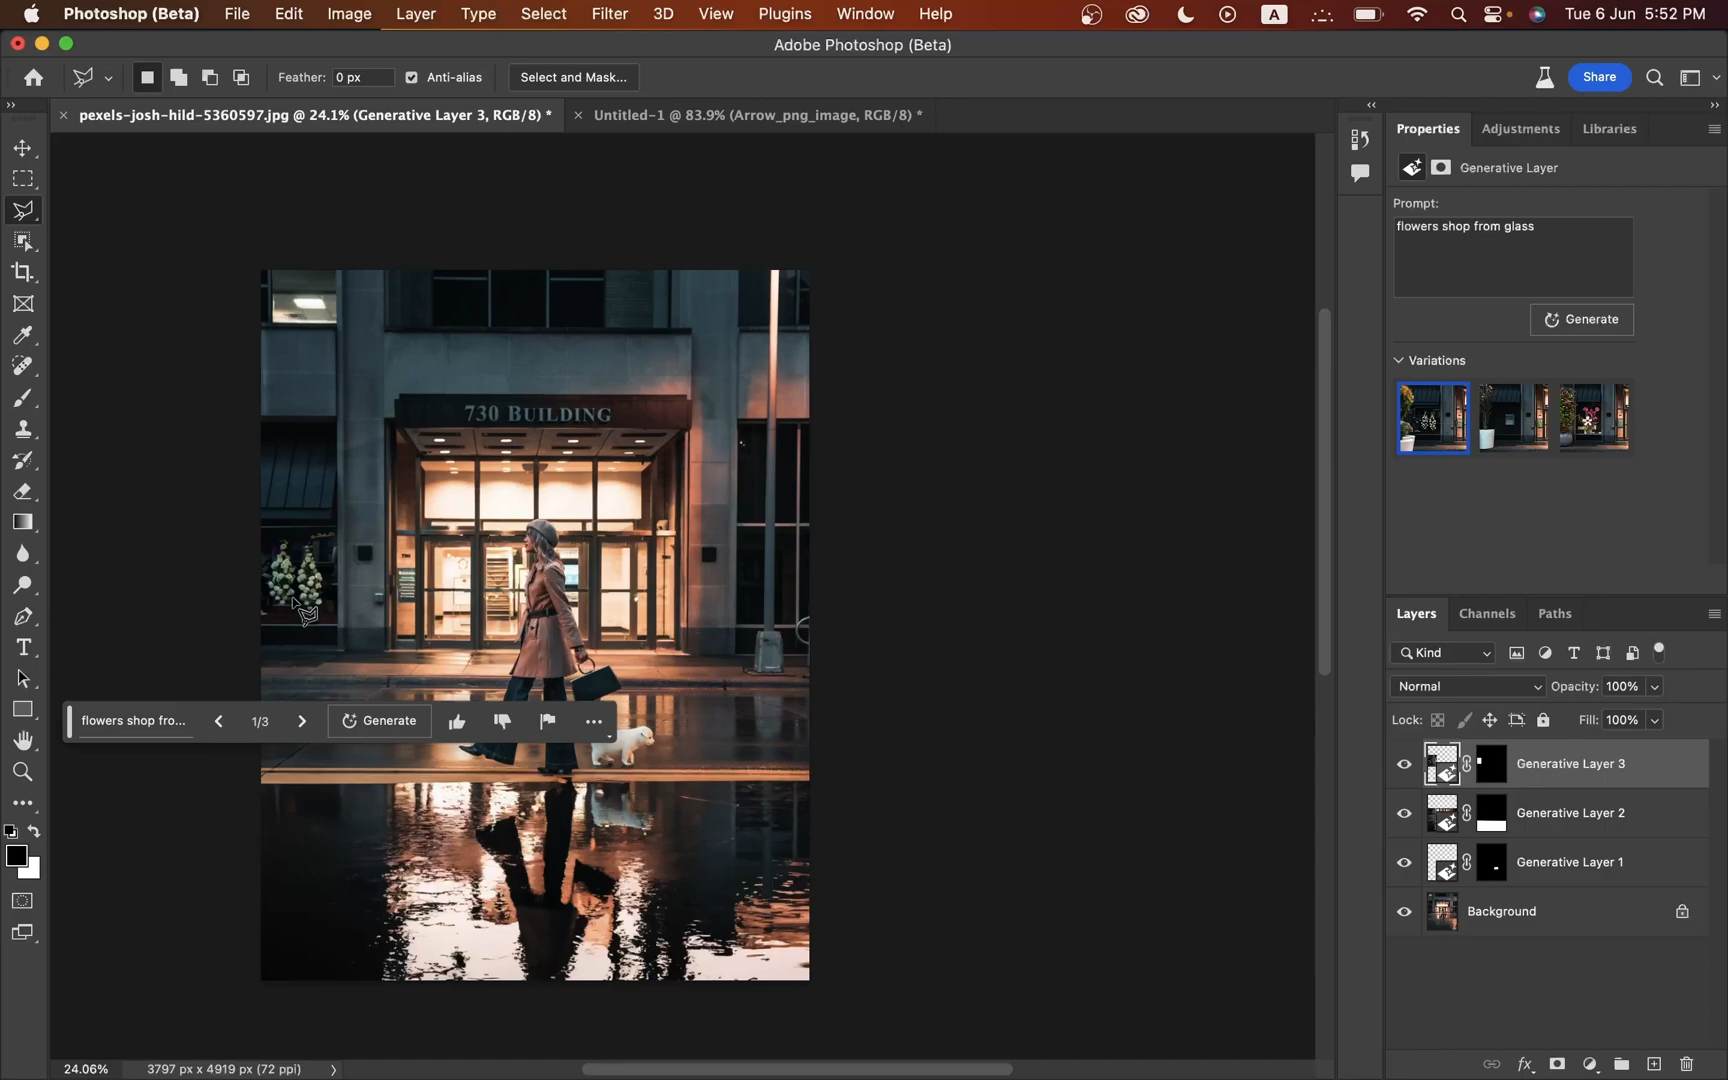 Photoshop (Beta) File Edit Image Layer Type Select Filter 3D View Plugins Window Help A Tue 6 Jun 5:52 PM
Adobe Photoshop (Beta)
Feather: 0 px Anti-alias Select and Mask... Share
pexels-josh-hild-5360597.jpg @ 24.1% (Generative Layer 3, RGB/8) * Untitled-1 @ 83.9% (Arrow_png_image, RGB/8) *
Properties Adjustments Libraries
Generative Layer
Prompt:
flowers shop from glass
Generate
Variations
730 BUILDING
flowers shop fro... 1/3 Generate
Layers Channels Paths
Kind
Normal Opacity: 100%
Lock: Fill: 100%
Generative Layer 3
Generative Layer 2
Generative Layer 1
Background
24.06% 3797 px x 4919 px (72 ppi)